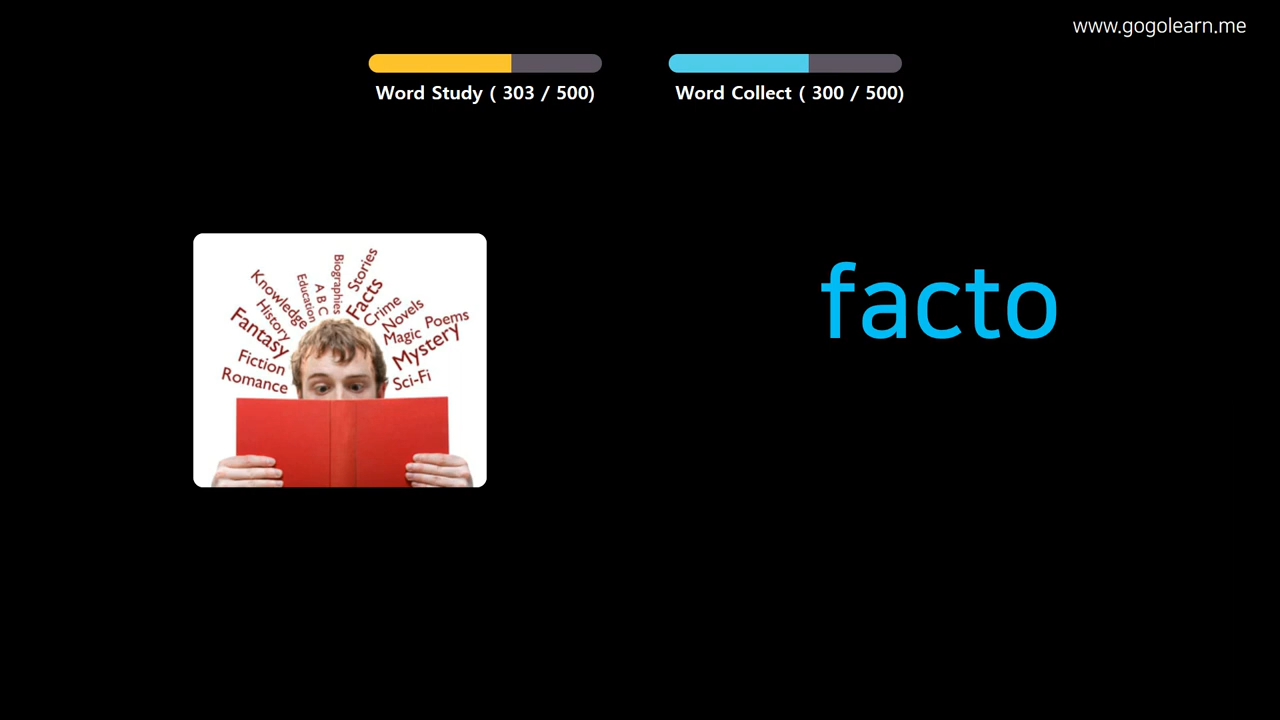 www.gogolearn.me
Word Study ( 303 / 500)
Word Collect ( 300 / 500)
Knowledge
History
Fantasy
Fiction
Romance
Education
A B C
Biographies
Stories
Facts
Crime
Novels
Magic
Poems
Mystery
Sci-Fi
facto